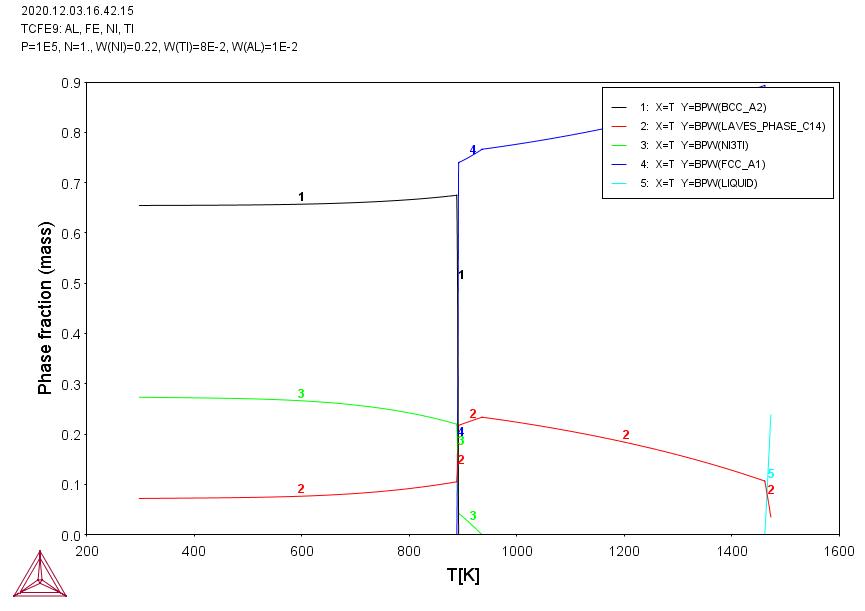 2020.12.03.16.42.15
TCFE9: AL, FE, NI, TI
P=1E5, N=1., W(NI)=0.22, W(TI)=8E-2, W(AL)=1E-2
0.9
0.8
0.7
0.6
0.5
0.4
0.3
0.2
0.1
0.0
Phase fraction (mass)
1: X=T Y=BPW(BCC_A2)
2: X=T Y=BPW(LAVES_PHASE_C14)
3: X=T Y=BPW(NI3TI)
4: X=T Y=BPW(FCC_A1)
5: X=T Y=BPW(LIQUID)
4
1
1
3
2
4
3
2
2
2
5
2
3
200 400 600 800 1000 1200 1400 1600
T[K]